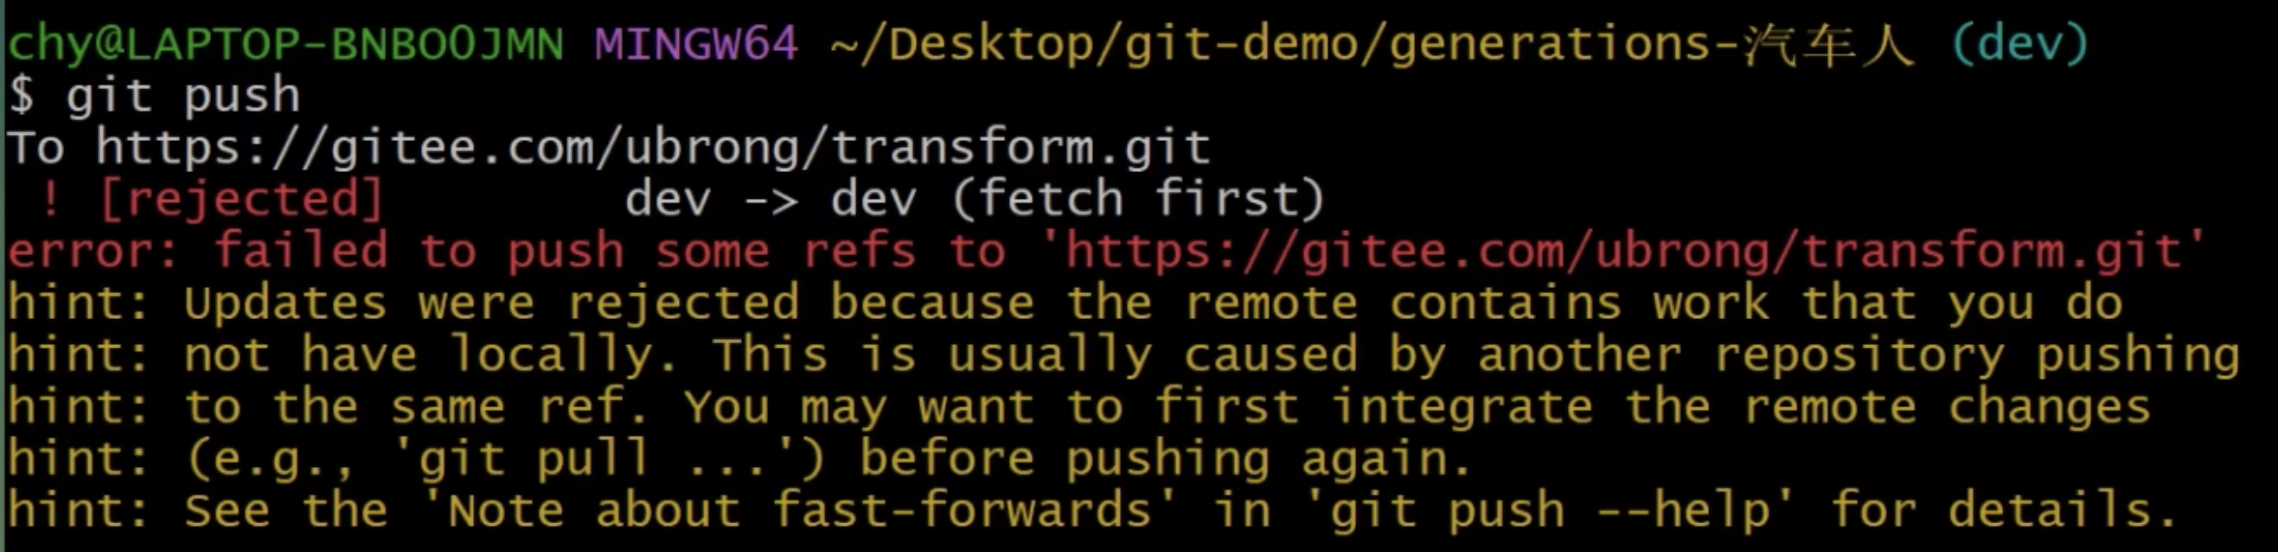 chy@LAPTOP-BNBOOJMN MINGW64 ~/Desktop/git-demo/generations-汽车人 (dev)
$ git push
To https://gitee.com/ubrong/transform.git
 ! [rejected]        dev -> dev (fetch first)
error: failed to push some refs to 'https://gitee.com/ubrong/transform.git'
hint: Updates were rejected because the remote contains work that you do
hint: not have locally. This is usually caused by another repository pushing
hint: to the same ref. You may want to first integrate the remote changes
hint: (e.g., 'git pull ...') before pushing again.
hint: See the 'Note about fast-forwards' in 'git push --help' for details.